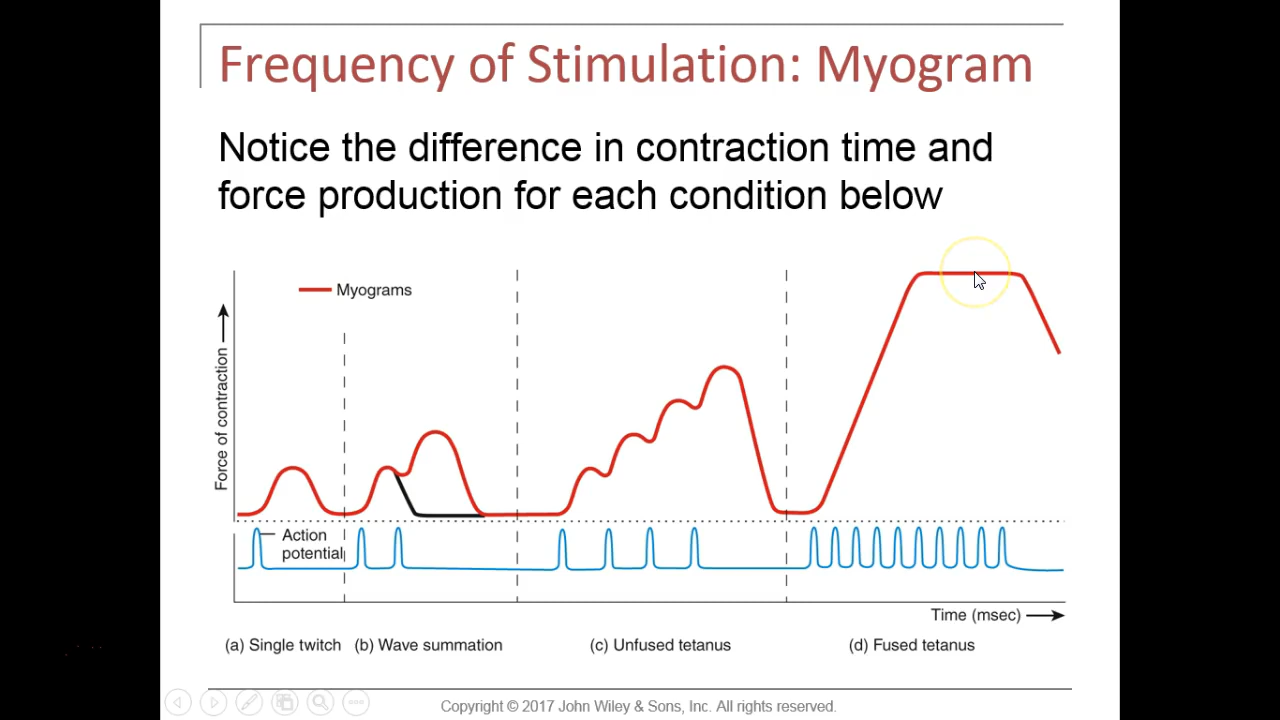 Frequency of Stimulation: Myogram
Notice the difference in contraction time and
force production for each condition below
Myograms
Force of contraction
Action
potential
Time (msec)
(a) Single twitch
(b) Wave summation
(c) Unfused tetanus
(d) Fused tetanus
Copyright © 2017 John Wiley & Sons, Inc. All rights reserved.